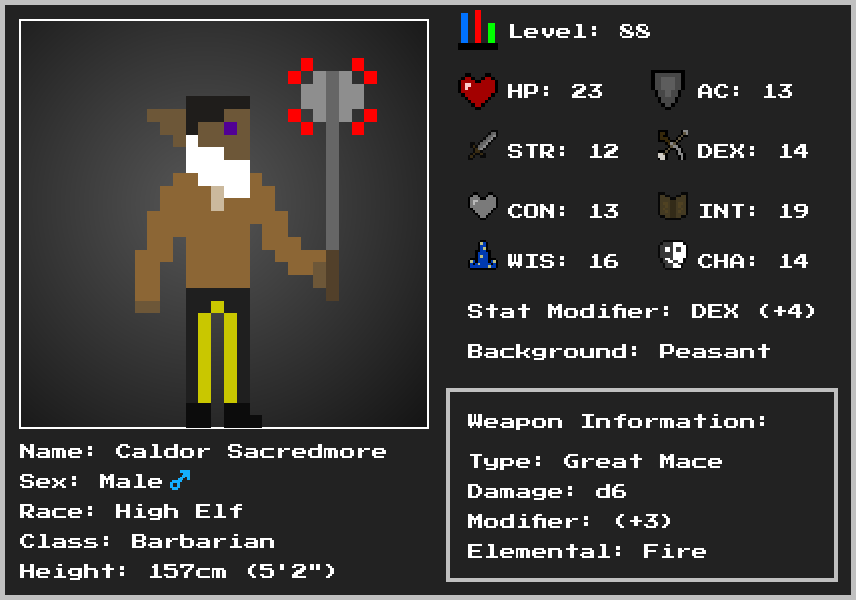 Level: 88
HP: 23
AC: 13
STR: 12
DEX: 14
CON: 13
INT: 19
WIS: 16
CHA: 14
Stat Modifier: DEX (+4)
Background: Peasant
Weapon Information:
Type: Great Mace
Damage: d6
Modifier: (+3)
Elemental: Fire
Name: Caldor Sacredmore
Sex: Male ♂
Race: High Elf
Class: Barbarian
Height: 157cm (5'2")